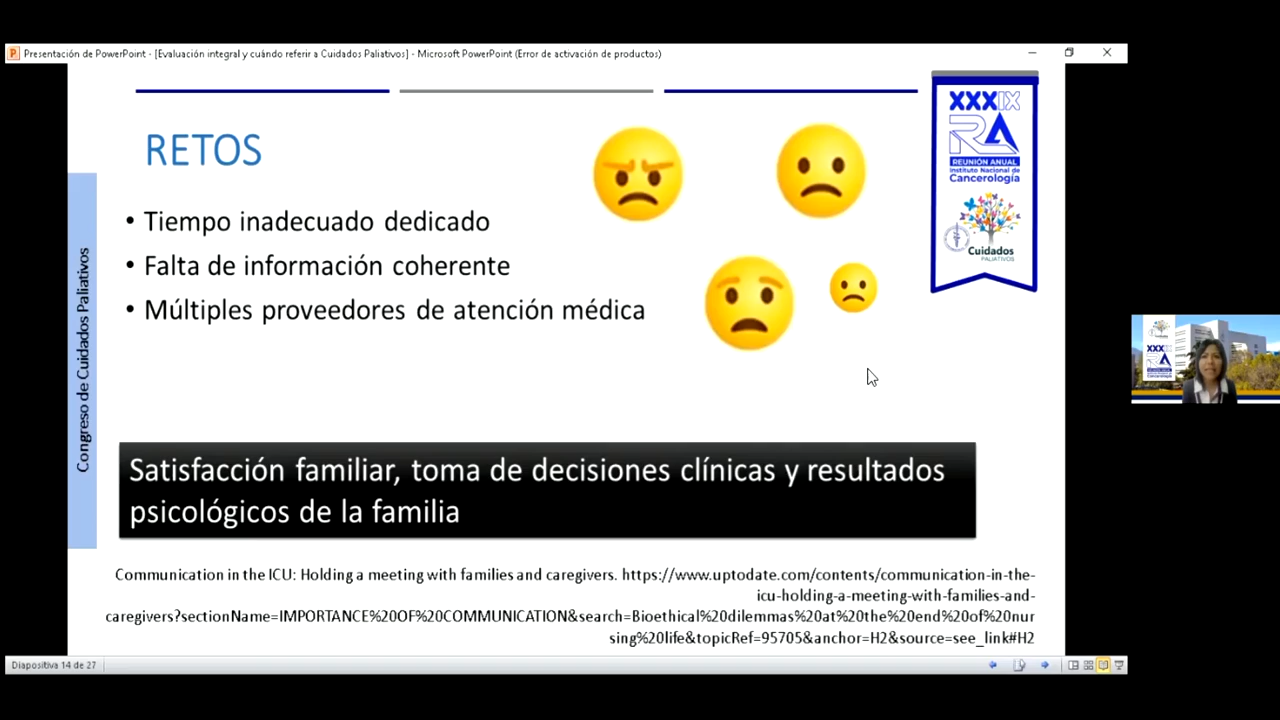 Presentación de PowerPoint - [Evaluación integral y cuándo referir a Cuidados Paliativos] - Microsoft PowerPoint (Error de activación de productos)
XXXIX
RA
REUNIÓN ANUAL
Instituto Nacional de
Cancerología
Cuidados
PALIATIVOS
Congreso de Cuidados Paliativos
RETOS
• Tiempo inadecuado dedicado
• Falta de información coherente
• Múltiples proveedores de atención médica
Satisfacción familiar, toma de decisiones clínicas y resultados
psicológicos de la familia
Communication in the ICU: Holding a meeting with families and caregivers. https://www.uptodate.com/contents/communication-in-the-
icu-holding-a-meeting-with-families-and-
caregivers?sectionName=IMPORTANCE%20OF%20COMMUNICATION&search=Bioethical%20dilemmas%20at%20the%20end%20of%20nur
sing%20life&topicRef=95705&anchor=H2&source=see_link#H2
Diapositiva 14 de 27
XXXIX
RA